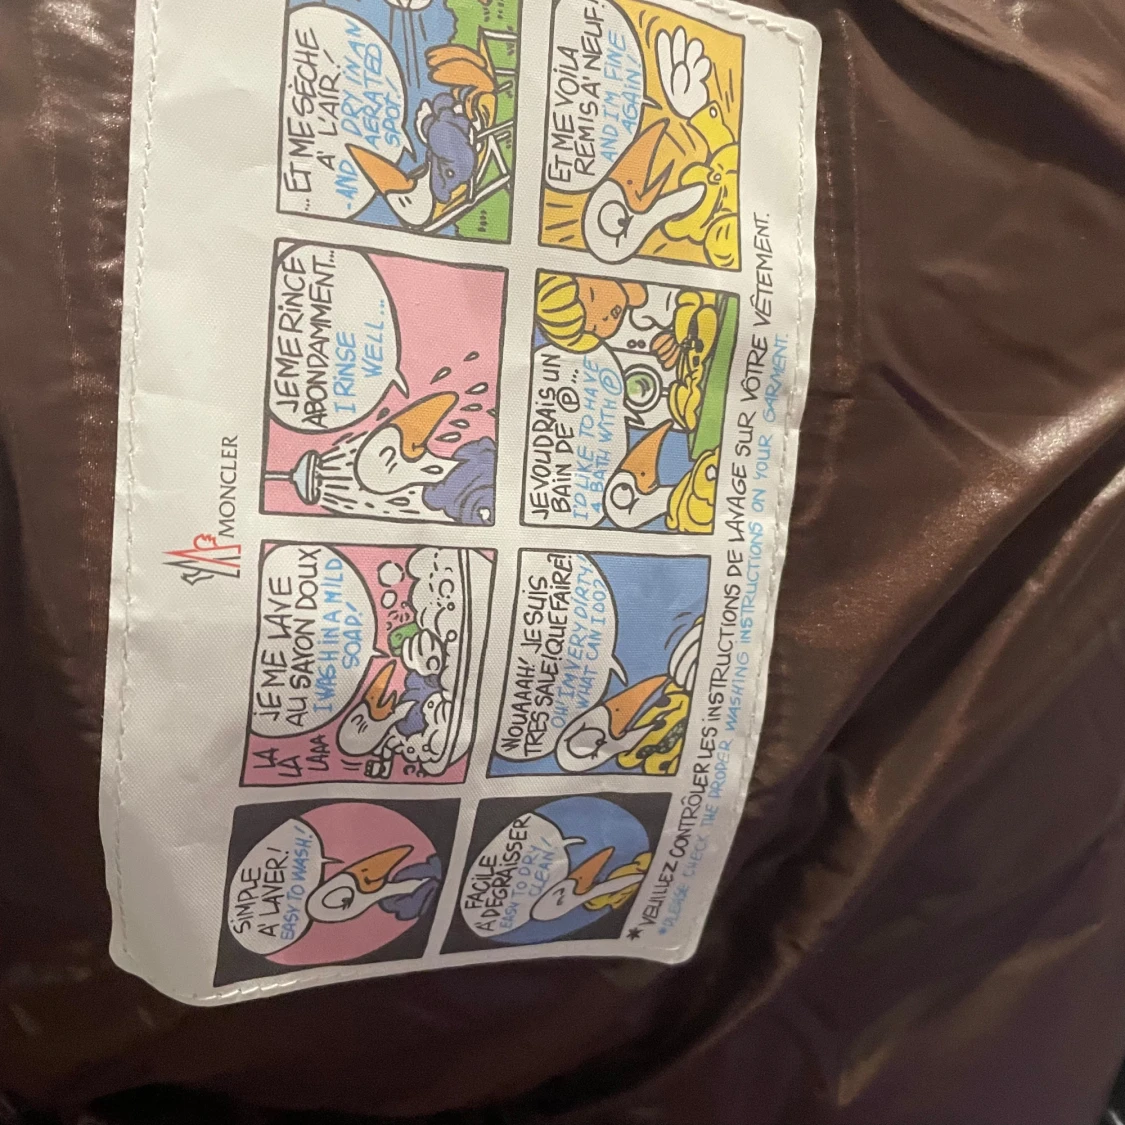 MONCLER
SIMPLE
A' LAVER!
EASY TO WASH!
LA
LA
LAAA
JE ME LAVE
AU SAVON DOUX
I WASH IN A MILD
SOAP!
JE ME RINCE
ABONDAMMENT...
I RINSE
WELL...
... ET ME SÈCHE
A' L'AIR!
-AND DRY IN AN
AERATED
SPOT!
FACILE
A' DEGRAISSER
EASY TO DRY
CLEAN!
WOUAAAH! JE SUIS
TRES SALE! QUE FAIRE?
OH! I'M VERY DIRTY!
WHAT CAN I DO?
JE VOUDRAIS UN
BAIN DE Ⓟ...
I'D LIKE TO HAVE
A BATH WITH Ⓟ
ET ME VOILA
REMIS A' NEUF!
AND I'M FINE
AGAIN!
*VEUILLEZ CONTRÔLER LES INSTRUCTIONS DE LAVAGE SUR VÔTRE VÊTEMENT.
*PLEASE CHECK THE PROPER WASHING INSTRUCTIONS ON YOUR GARMENT.